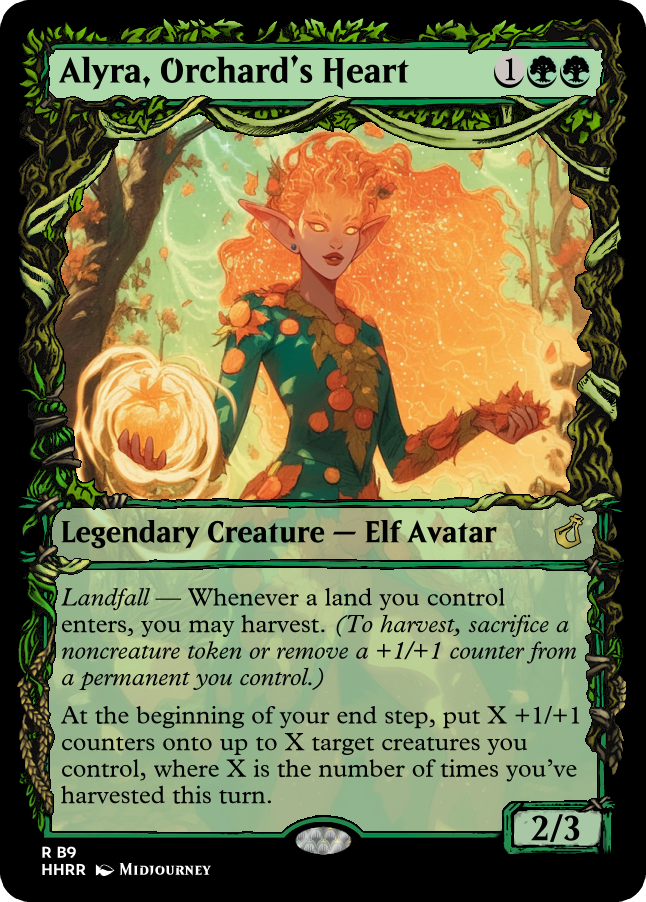 Alyra, Orchard's Heart 1
Legendary Creature — Elf Avatar
Landfall — Whenever a land you control
enters, you may harvest. (To harvest, sacrifice a
noncreature token or remove a +1/+1 counter from
a permanent you control.)
At the beginning of your end step, put X +1/+1
counters onto up to X target creatures you
control, where X is the number of times you've
harvested this turn.
2/3
R B9
HHRR Midjourney